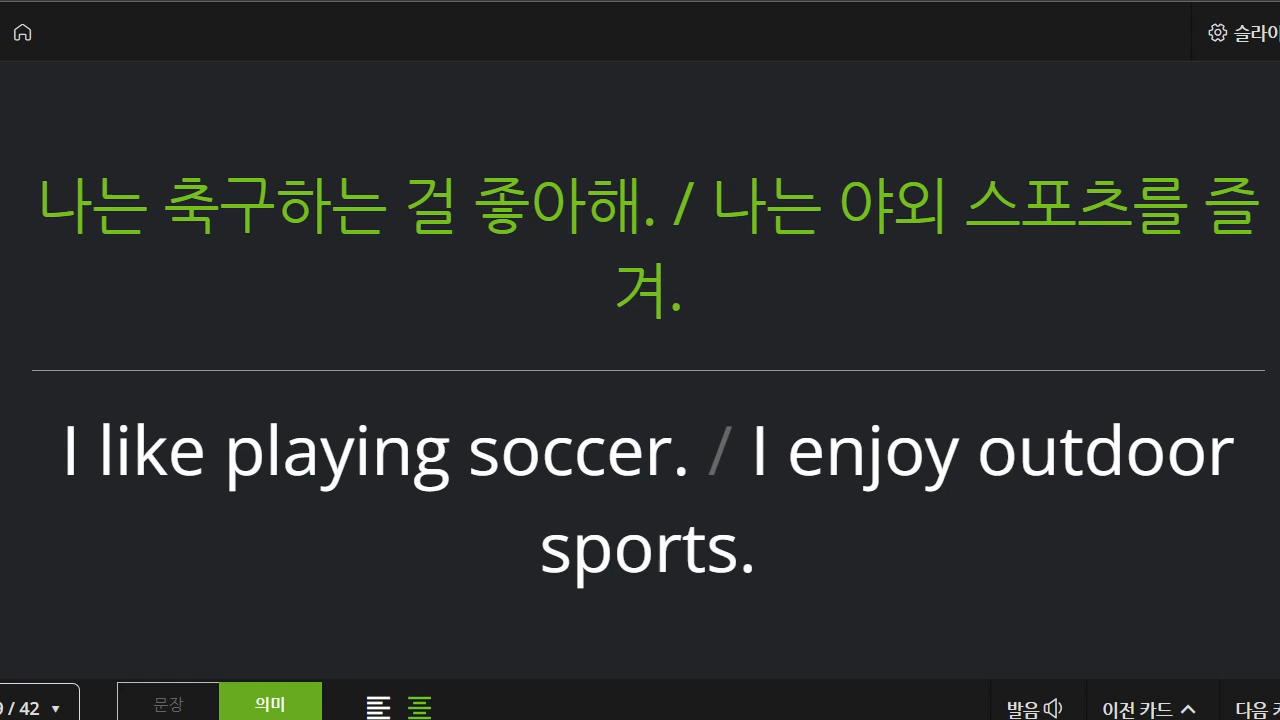 슬라이
나는 축구하는 걸 좋아해. / 나는 야외 스포츠를 즐
겨.
I like playing soccer. / I enjoy outdoor
sports.
/ 42 ▼ 문장 의미 발음 이전 카드 다음